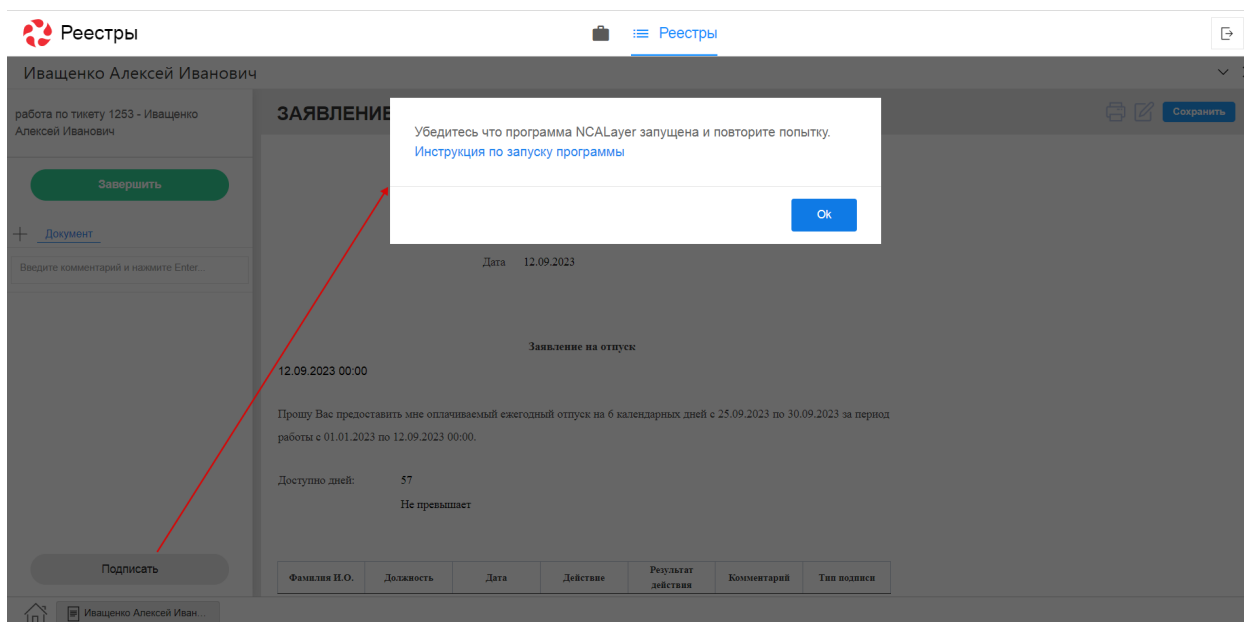 Реестры
Реестры
Иващенко Алексей Иванович
работа по тикету 1253 - Иващенко
Алексей Иванович
ЗАЯВЛЕНИЕ
Сохранить
Убедитесь что программа NCALayer запущена и повторите попытку.
Инструкция по запуску программы
Ok
Завершить
Документ
Введите комментарий и нажмите Enter...
Дата 12.09.2023
Заявление на отпуск
12.09.2023 00:00
Прошу Вас предоставить мне оплачиваемый ежегодный отпуск на 6 календарных дней с 25.09.2023 по 30.09.2023 за период
работы с 01.01.2023 по 12.09.2023 00:00.
Доступно дней: 57
Не превышает
Подписать
Фамилия И.О. Должность Дата Действие Результат действия Комментарий Тип подписи
Иващенко Алексей Иван...